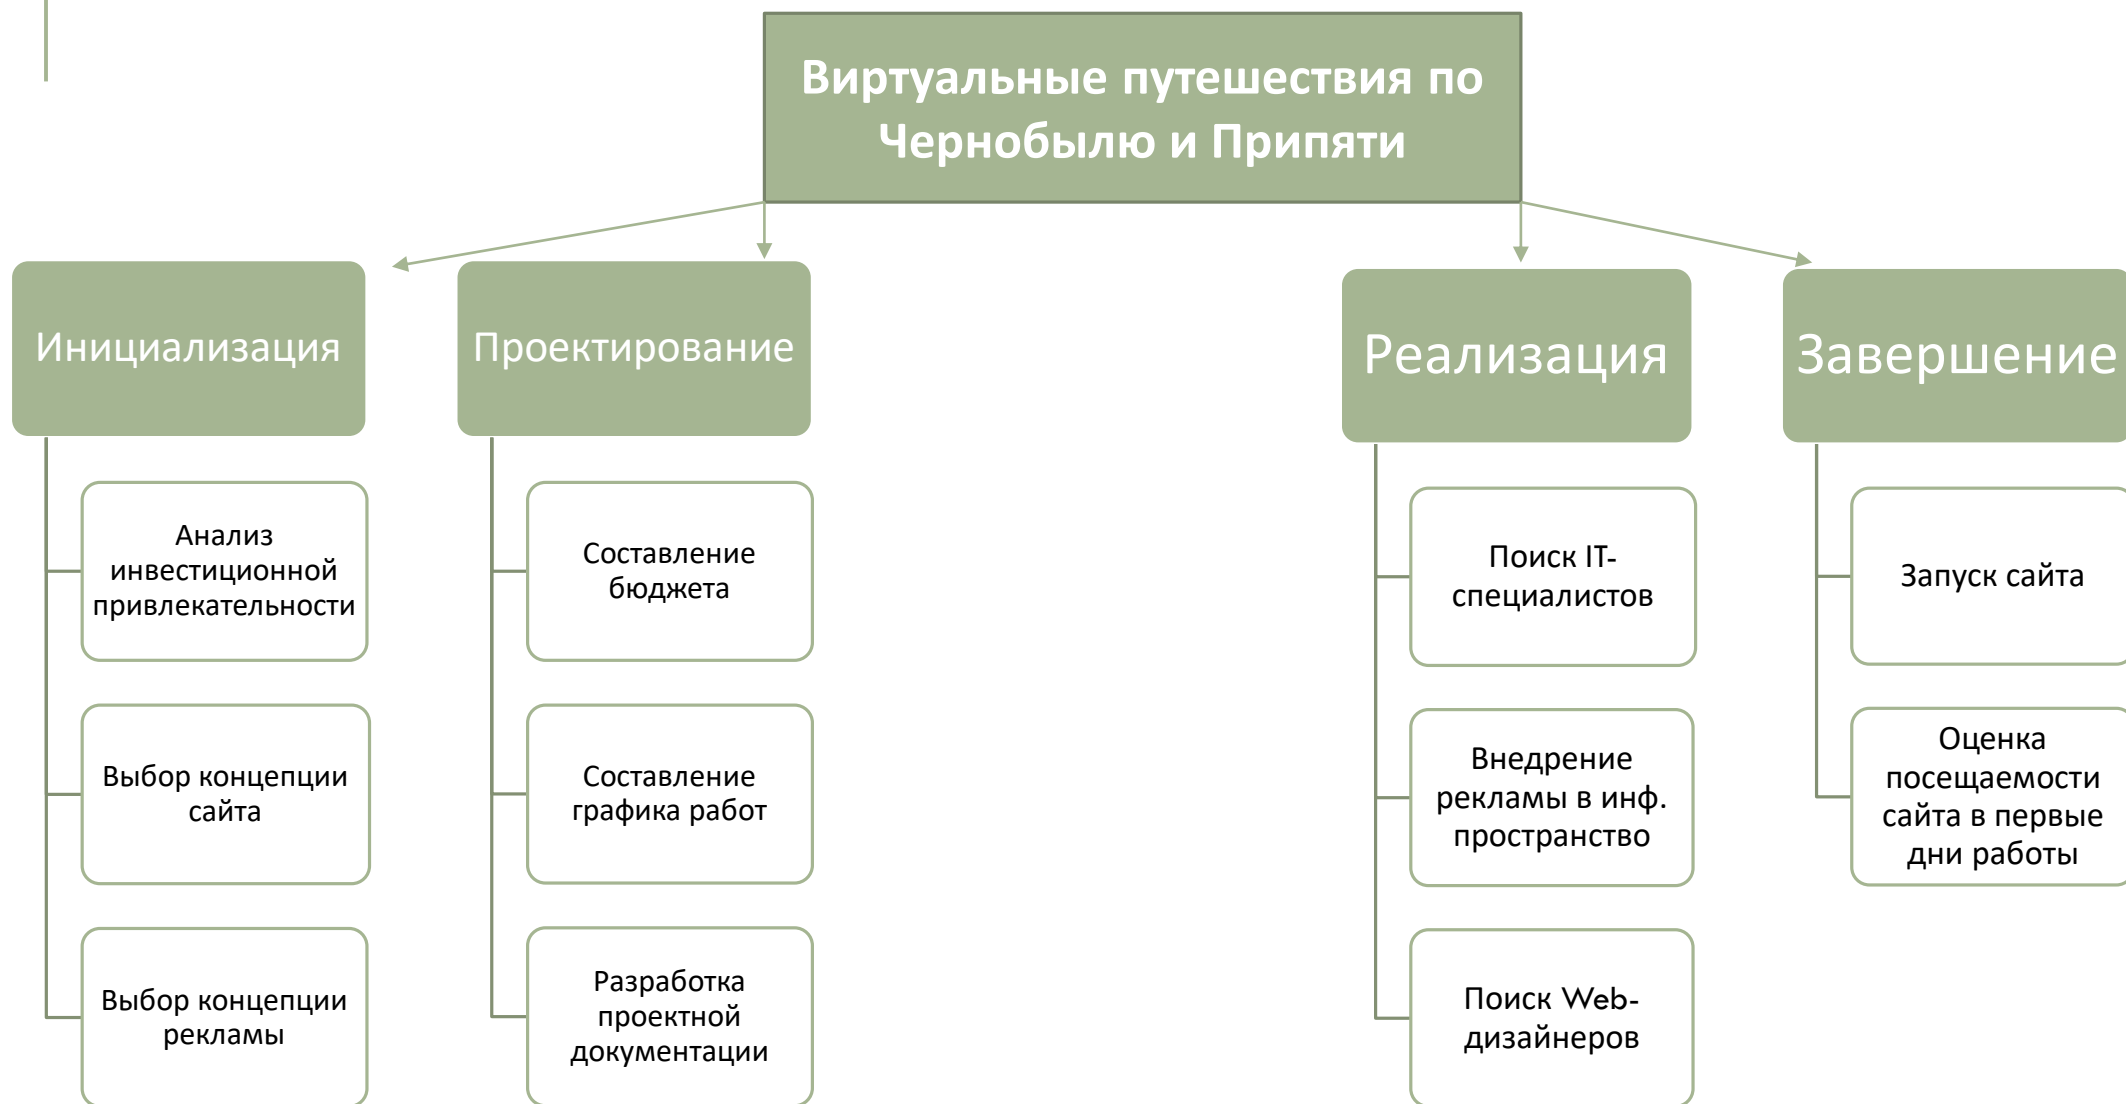 Виртуальные путешествия по
Чернобылю и Припяти
Инициализация
Анализ
инвестиционной
привлекательности
Выбор концепции
сайта
Выбор концепции
рекламы
Проектирование
Составление
бюджета
Составление
графика работ
Разработка
проектной
документации
Реализация
Поиск IT-
специалистов
Внедрение
рекламы в инф.
пространство
Поиск Web-
дизайнеров
Завершение
Запуск сайта
Оценка
посещаемости
сайта в первые
дни работы